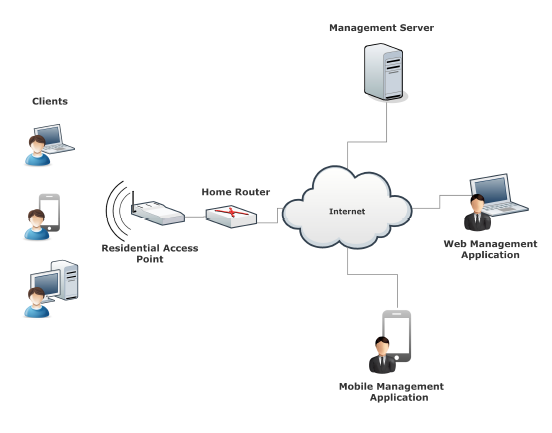 Management Server
Clients
Home Router
Internet
Residential Access
Point
Web Management
Application
Mobile Management
Application